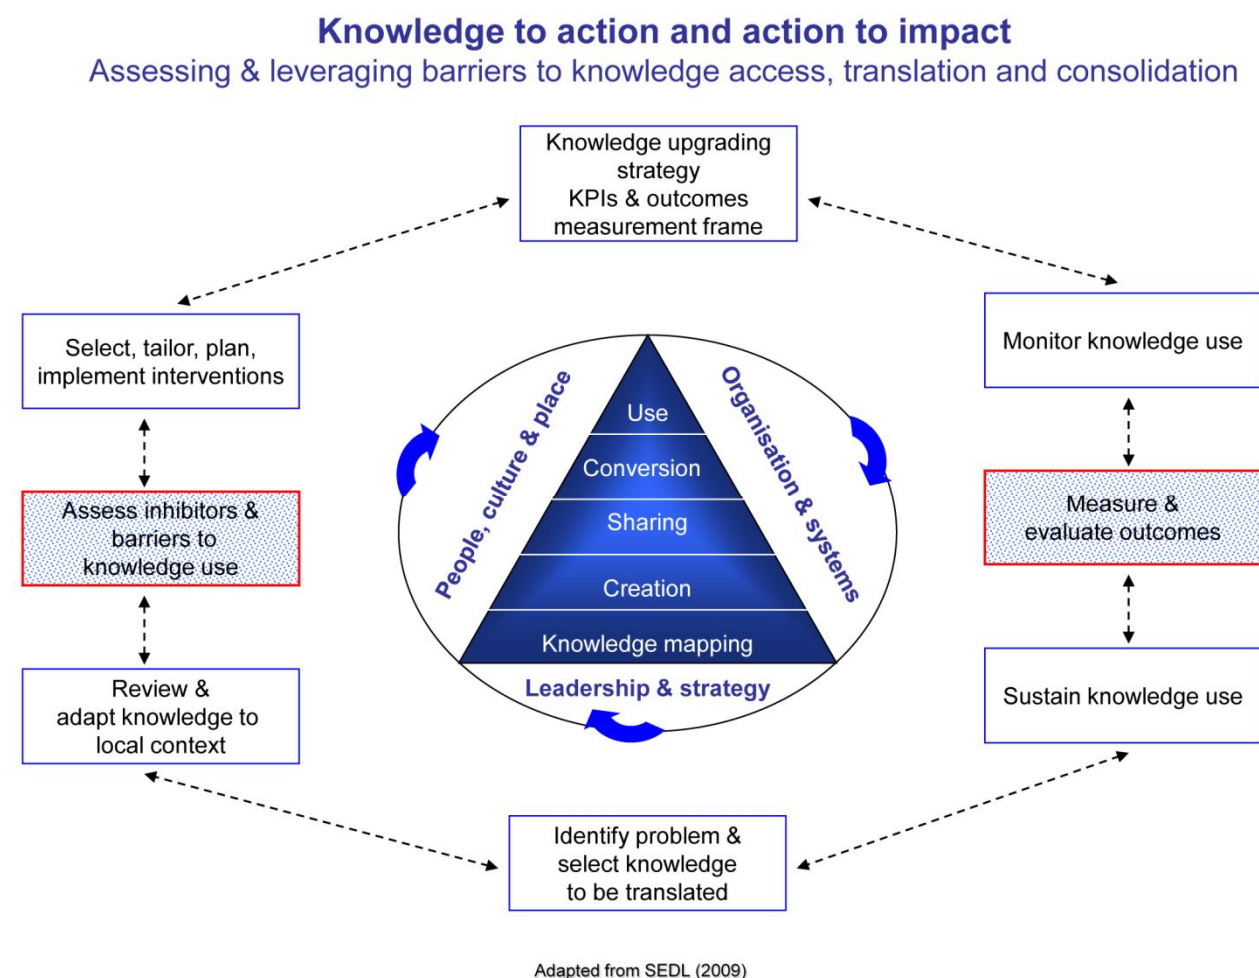 Knowledge to action and action to impact
Assessing & leveraging barriers to knowledge access, translation and consolidation
Knowledge upgrading
strategy
KPIs & outcomes
measurement frame
Select, tailor, plan,
implement interventions
Monitor knowledge use
People, culture & place
Organisation & systems
Use
Conversion
Sharing
Creation
Knowledge mapping
Leadership & strategy
Assess inhibitors &
barriers to
knowledge use
Measure &
evaluate outcomes
Review &
adapt knowledge to
local context
Sustain knowledge use
Identify problem &
select knowledge
to be translated
Adapted from SEDL (2009)